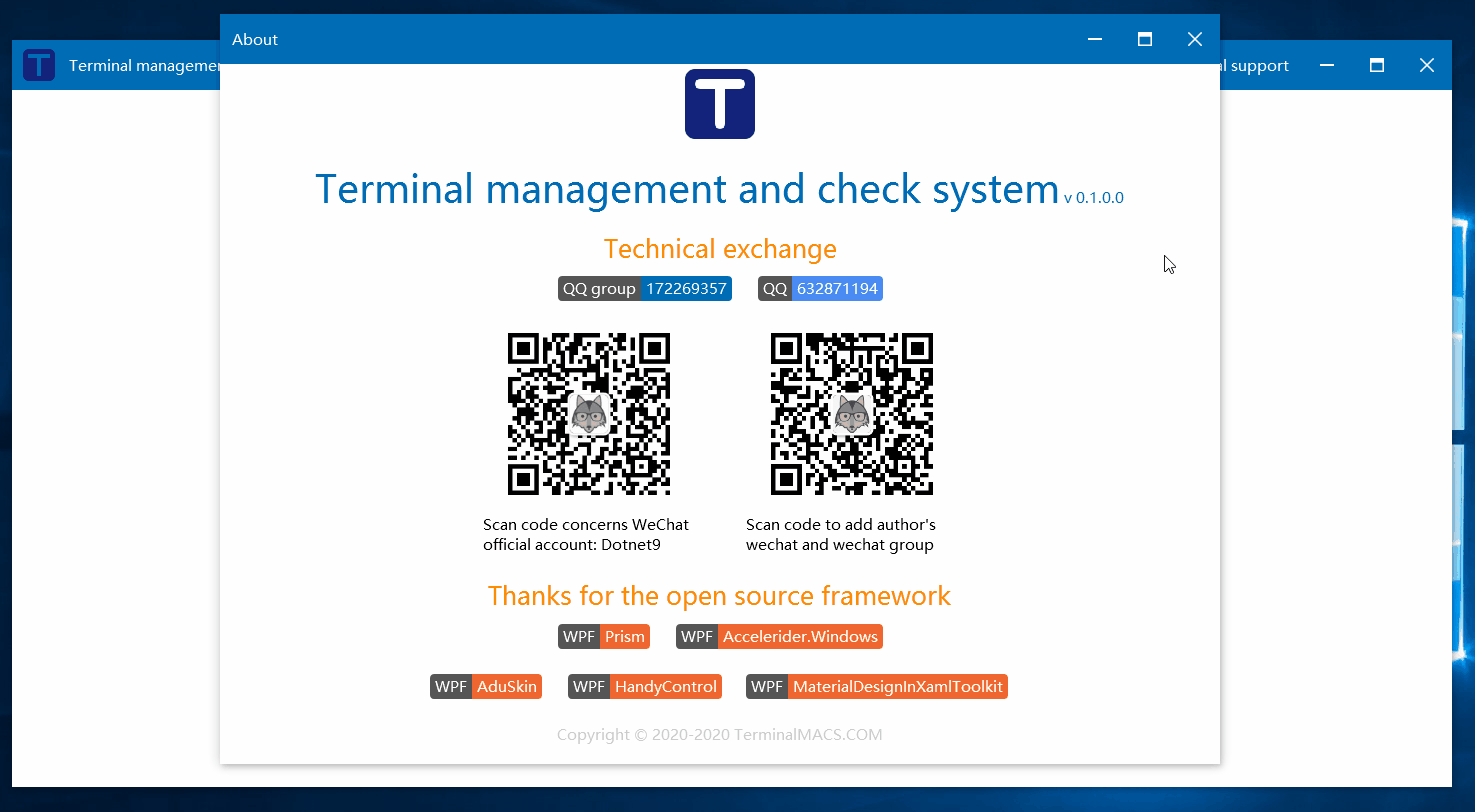 About
T
Terminal managemen
al support
T
Terminal management and check system v 0.1.0.0
Technical exchange
QQ group 172269357 QQ 632871194
Scan code concerns WeChat
official account: Dotnet9
Scan code to add author's
wechat and wechat group
Thanks for the open source framework
WPF Prism WPF Accelerider.Windows
WPF AduSkin WPF HandyControl WPF MaterialDesignInXamlToolkit
Copyright © 2020-2020 TerminalMACS.COM